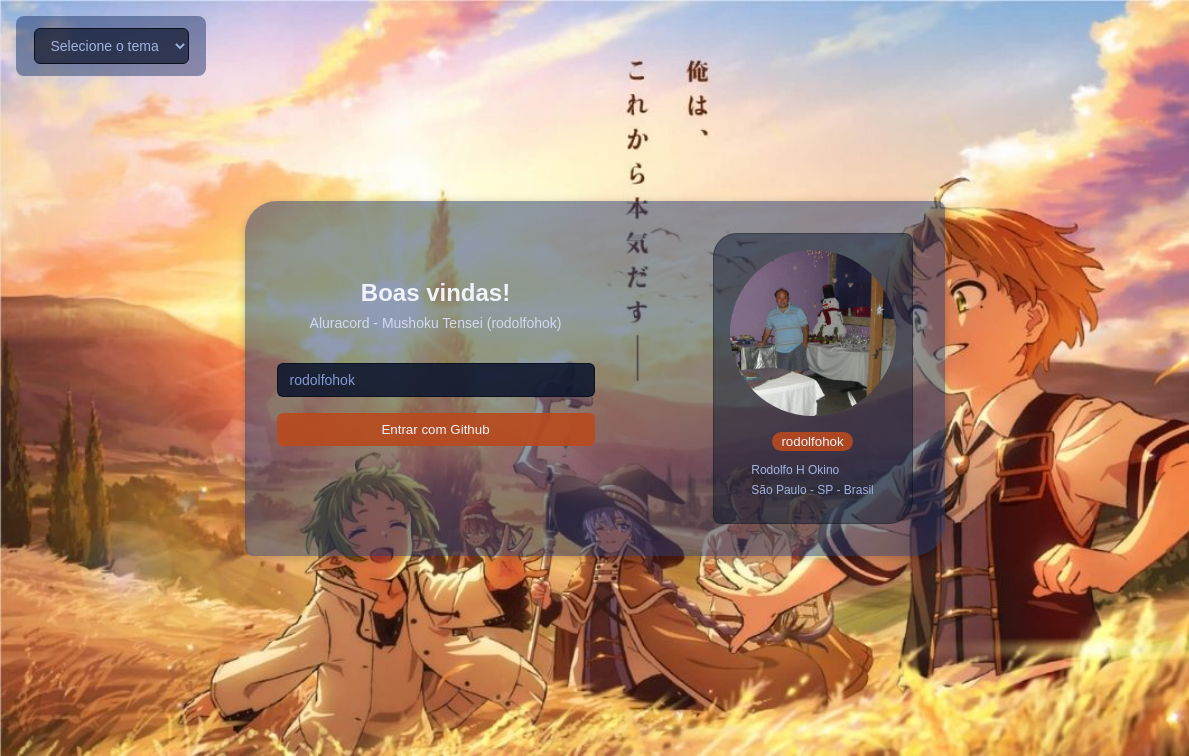 Selecione o tema
俺は、
これから本気だす—
Boas vindas!
Aluracord - Mushoku Tensei (rodolfohok)
rodolfohok
Entrar com Github
rodolfohok
Rodolfo H Okino
São Paulo - SP - Brasil